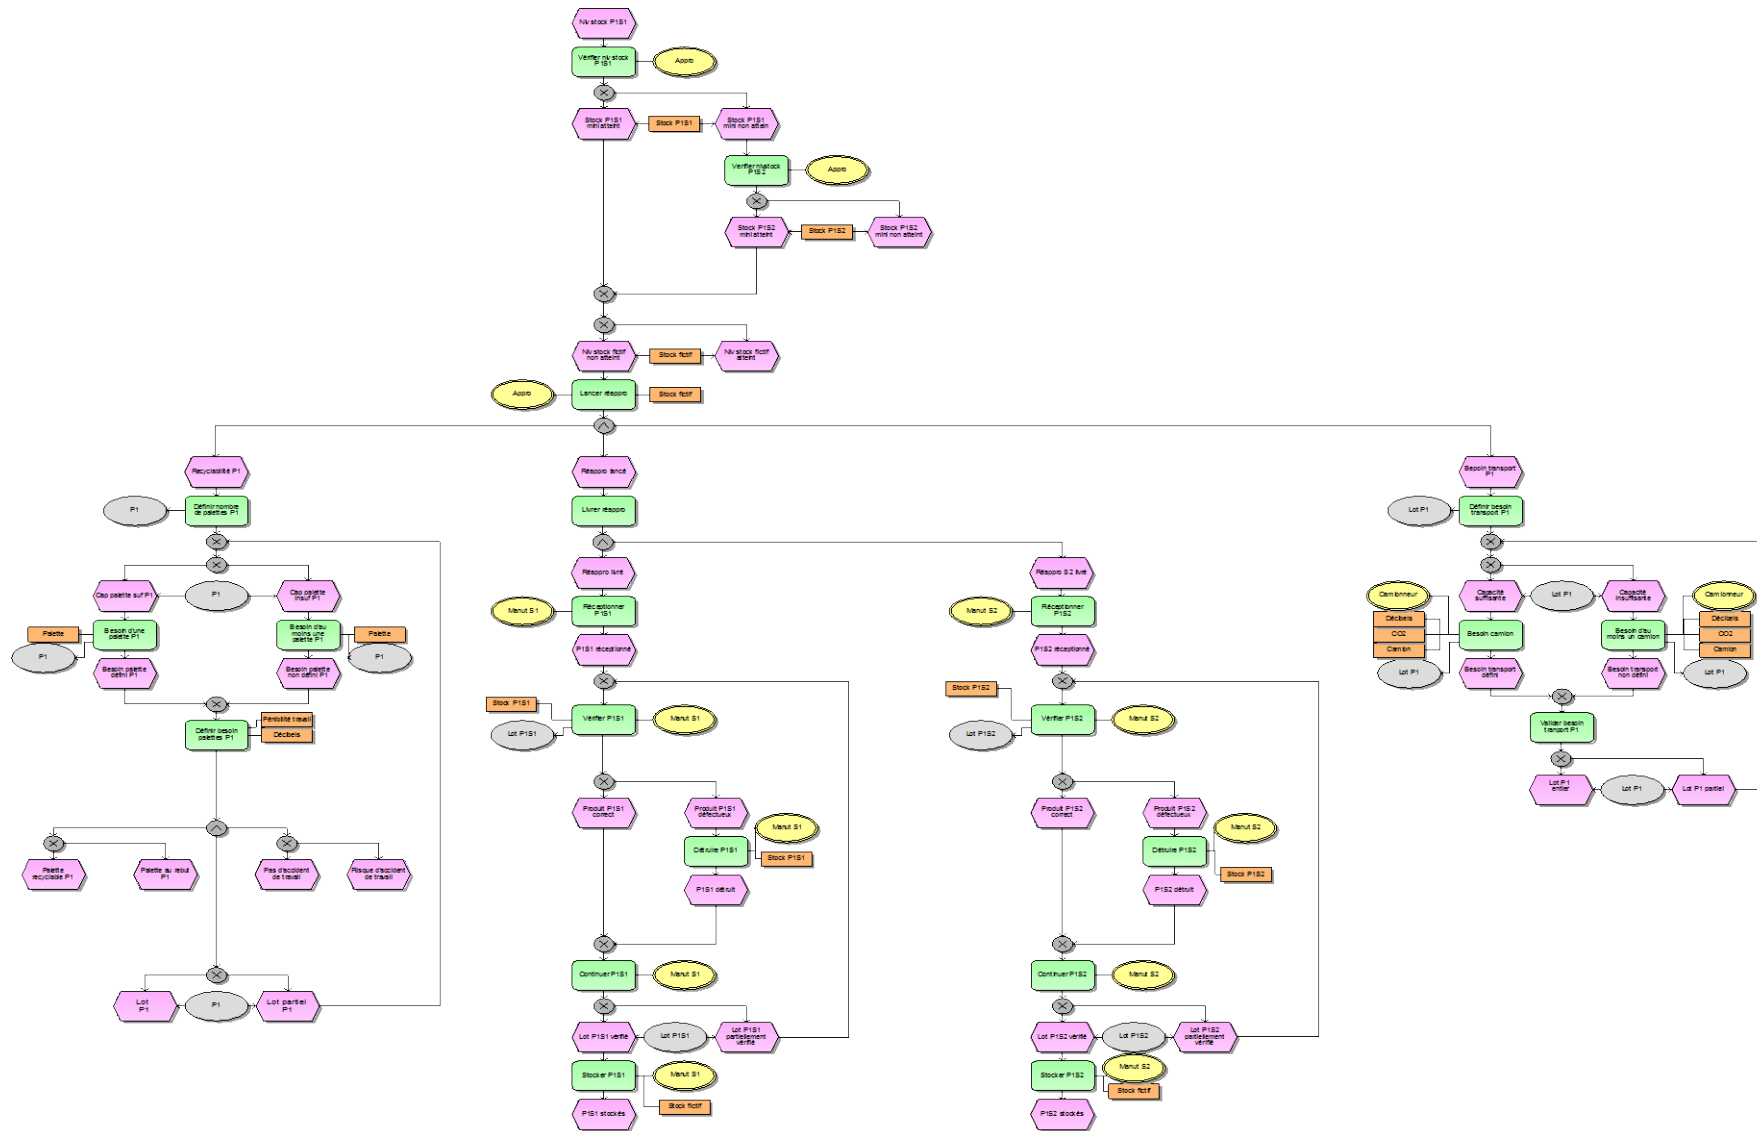 Niv stock P1S1
Vérifier niv stock
P1S1
Appro
Stock P1S1
mini atteint
Stock P1S1
Stock P1S1
mini non attein
Verifier niv stock
P1S2
Appro
Stock P1S2
mini atteint
Stock P1S2
Stock P1S2
mini non atteint
Niv stock fictif
non atteint
Stock fictif
Niv stock fictif
atteint
Appro
Lancer réappro
Stock fictif
Recyclabilité P1
Réappro lancé
Bepoin transport
P1
P1
Définir nombre
de palettes P1
Livrer réappro
Lot P1
Définir besoin
transport P1
Cap palette suf P1
P1
Cap palette
insuf P1
Réappro livré
Réappro S2 livré
Capacité
suffisante
Lot P1
Capacité
insuffisante
Camionneur
Camionneur
Palette
Besoin d'une
palette P1
Besoin d'au
moins une
palette P1
Palette
Manut S1
Réceptionner
P1S1
Manut S2
Réceptionner
P1S2
Décibels
CO2
Camion
Besoin camion
Besoin d'au
moins un camion
Décibels
CO2
Camion
P1
Besoin palette
défini P1
Besoin palette
non défini P1
P1
P1S1 réceptionné
P1S2 réceptionné
Lot P1
Besoin transport
défini
Besoin transport
non défini
Lot P1
Définir besoin
palettes P1
Pénibilité travail
Décibels
Stock P1S1
Lot P1S1
Vérifier P1S1
Manut S1
Stock P1S2
Lot P1S2
Vérifier P1S2
Manut S2
Valider besoin
tranport P1
Lot P1
entier
Lot P1
Lot P1 partiel
Produit P1S1
correct
Produit P1S1
défectueux
Produit P1S2
correct
Produit P1S2
défectueux
Manut S1
Détruire P1S1
Stock P1S1
Manut S2
Détruire P1S2
Stock P1S2
Palette
recyclable P1
Palette au rebut
P1
Pas d'accident
de travail
Risque d'accident
de travail
P1S1 détruit
P1S2 détruit
Continuer P1S1
Manut S1
Continuer P1S2
Manut S2
Lot
P1
P1
Lot partiel
P1
Lot P1S1 vérifié
Lot P1S1
Lot P1S1
partiellement
vérifié
Lot P1S2 vérifié
Lot P1S2
Lot P1S2
partiellement
vérifié
Stocker P1S1
Manut S1
Stock fictif
Stocker P1S2
Manut S2
Stock fictif
P1S1 stockés
P1S2 stockés